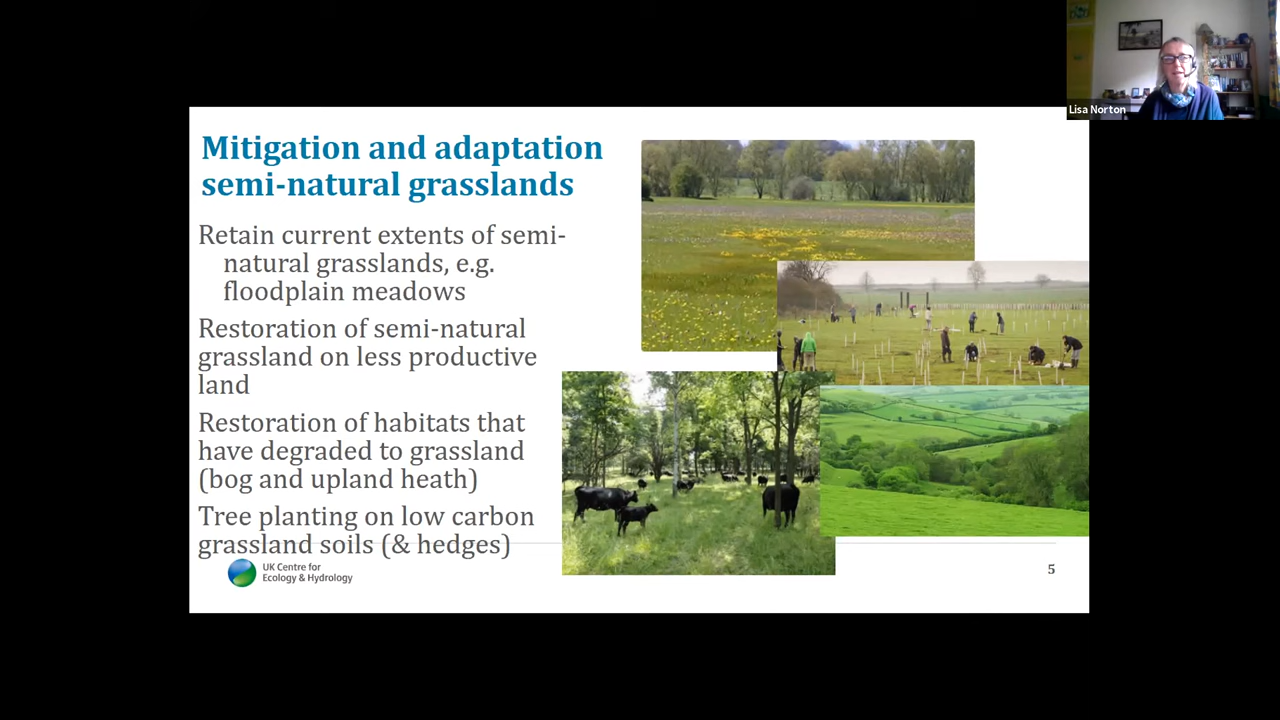 Lisa Norton
Mitigation and adaptation
semi-natural grasslands
Retain current extents of semi-
natural grasslands, e.g.
floodplain meadows
Restoration of semi-natural
grassland on less productive
land
Restoration of habitats that
have degraded to grassland
(bog and upland heath)
Tree planting on low carbon
grassland soils (& hedges)
UK Centre for
Ecology & Hydrology
5